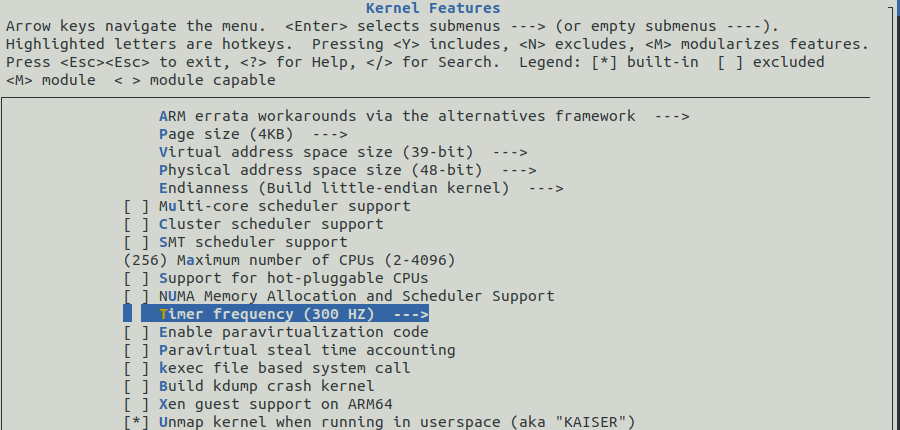 Kernel Features
Arrow keys navigate the menu.  <Enter> selects submenus ---> (or empty submenus ----).
Highlighted letters are hotkeys.  Pressing <Y> includes, <N> excludes, <M> modularizes features.
Press <Esc><Esc> to exit, <?> for Help, </> for Search.  Legend: [*] built-in  [ ] excluded
<M> module  < > module capable
ARM errata workarounds via the alternatives framework  --->
Page size (4KB)  --->
Virtual address space size (39-bit)  --->
Physical address space size (48-bit)  --->
Endianness (Build little-endian kernel)  --->
[ ] Multi-core scheduler support
[ ] Cluster scheduler support
[ ] SMT scheduler support
(256) Maximum number of CPUs (2-4096)
[ ] Support for hot-pluggable CPUs
[ ] NUMA Memory Allocation and Scheduler Support
Timer frequency (300 HZ)  --->
[ ] Enable paravirtualization code
[ ] Paravirtual steal time accounting
[ ] kexec file based system call
[ ] Build kdump crash kernel
[ ] Xen guest support on ARM64
[*] Unmap kernel when running in userspace (aka "KAISER")